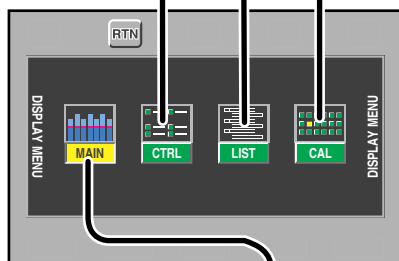 RTN
DISPLAY MENU
MAIN
CTRL
LIST
CAL
DISPLAY MENU